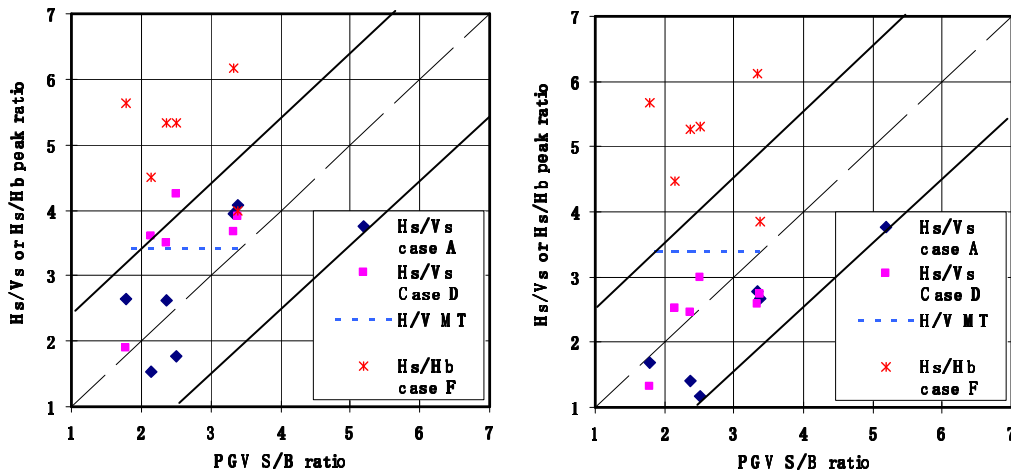 7
6
5
4
3
2
1
1 2 3 4 5 6 7
Hs/Vs or Hs/Hb peak ratio
PGV S/B ratio
Hs/Vs
case A
Hs/Vs
Case D
H/V MT
Hs/Hb
case F
7
6
5
4
3
2
1
1 2 3 4 5 6 7
Hs/Vs or Hs/Hb peak ratio
PGV S/B ratio
Hs/Vs
case A
Hs/Vs
Case D
H/V MT
Hs/Hb
case F